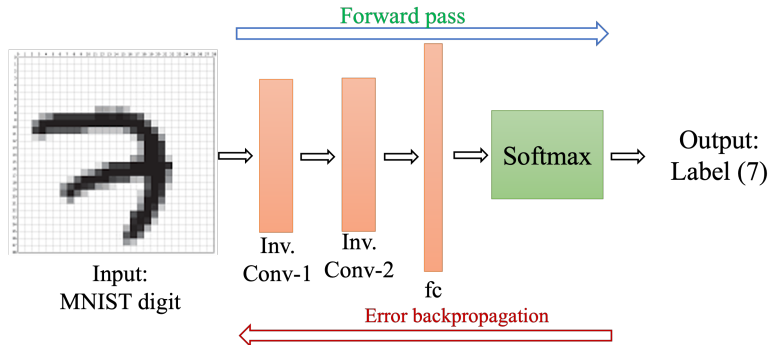 Forward pass
Softmax
Output:
Label (7)
Inv.
Conv-1
Inv.
Conv-2
fc
Input:
MNIST digit
Error backpropagation